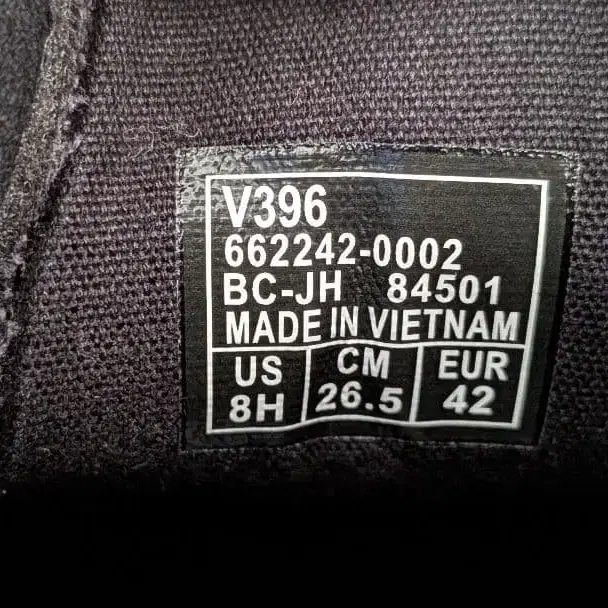 V396
662242-0002
BC-JH 84501
MADE IN VIETNAM
US CM EUR
8H 26.5 42